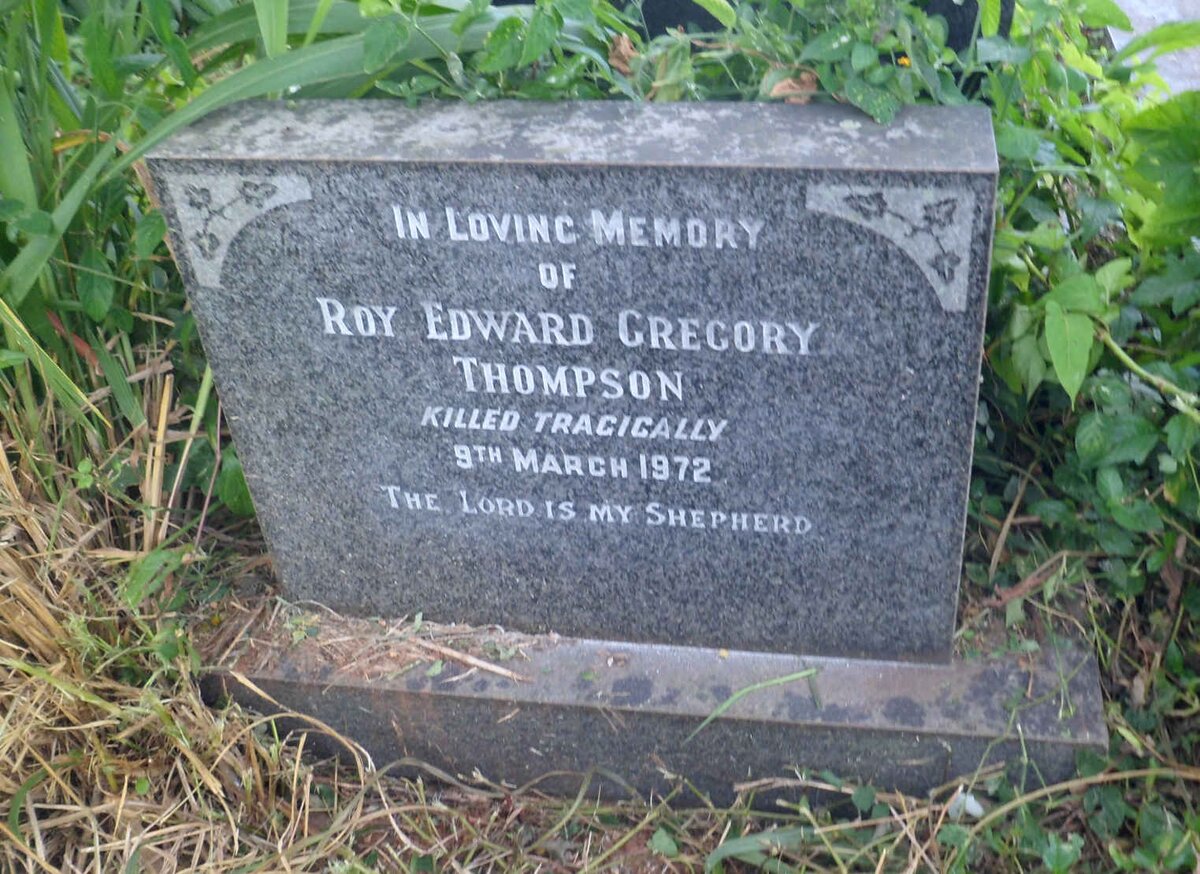 IN LOVING MEMORY
OF
ROY EDWARD GREGORY
THOMPSON
KILLED TRAGICALLY
9TH MARCH 1972
THE LORD IS MY SHEPHERD